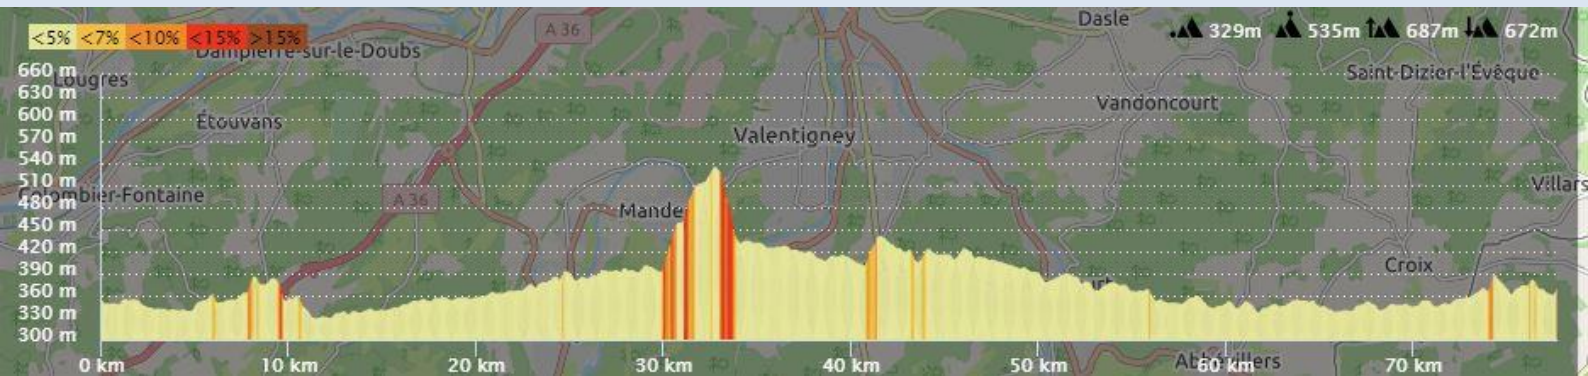 <5% <7% <10% <15% >15%
A 36
Dasle
329m 535m 687m 672m
Dampierre-sur-le-Doubs
660 m
Lougres
Saint-Dizier-l'Évêque
630 m
Vandoncourt
600 m
Étouvans
570 m
Valentigney
540 m
510 m
Villars
Colombier-Fontaine
A 36
480 m
Mande
450 m
420 m
390 m
Croix
360 m
330 m
300 m
0 km 10 km 20 km 30 km 40 km 50 km 60 km 70 km
Abbévillers